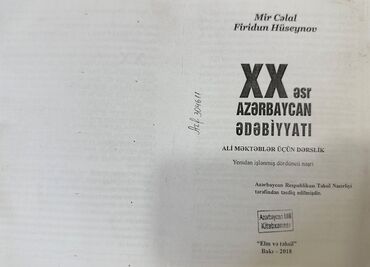 Mir Cəlal
Firidun Hüseynov
XX əsr
AZƏRBAYCAN
ƏDƏBİYYATI
ALİ MƏKTƏBLƏR ÜÇÜN DƏRSLİK
Yenidən işlənmiş dördüncü nəşri
Azərbaycan Respublikası Təhsil Nazirliyi
tərəfindən təsdiq edilmişdir.
Azərbaycan Milli
Kitabxanası
"Elm və təhsil"
Bakı – 2018
304611